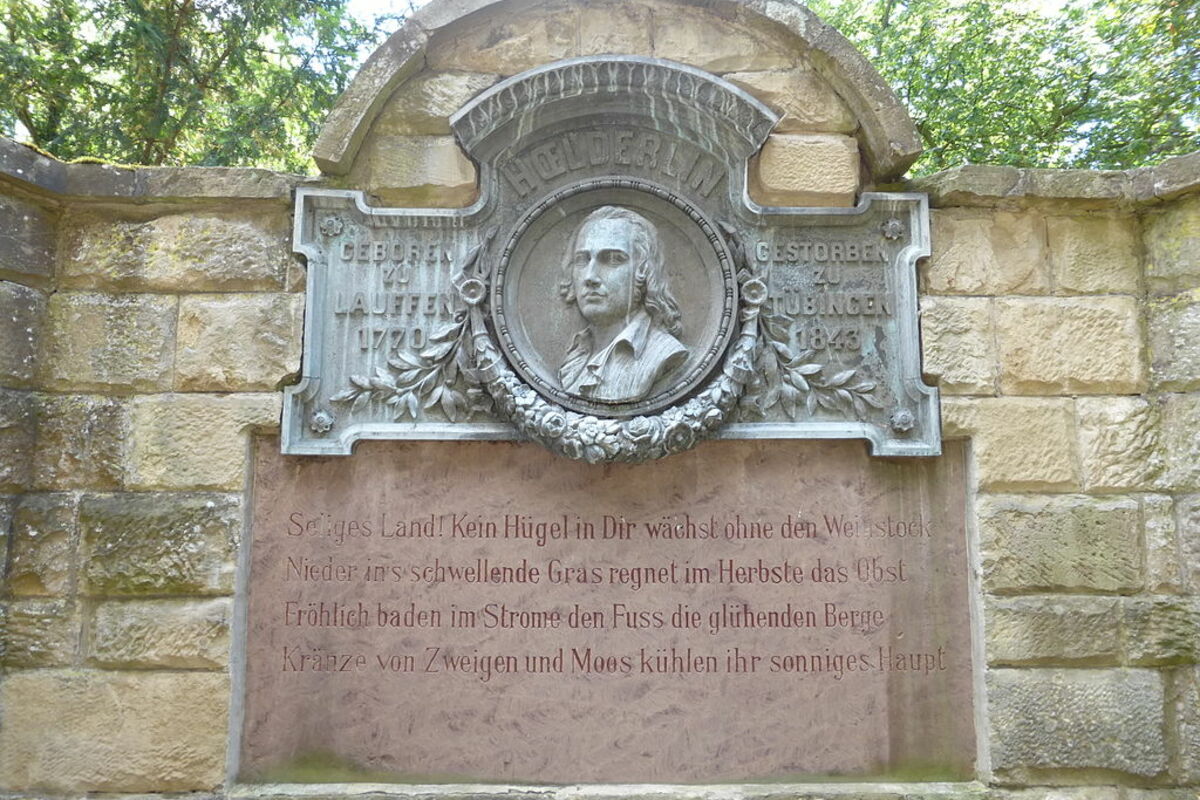 HŒLDERLIN
GEBOREN
ZU
LAUFFEN
1770
GESTORBEN
ZU
TÜBINGEN
1843
Seliges Land! Kein Hügel in Dir wächst ohne den Weinstock
Nieder in's schwellende Gras regnet im Herbste das Obst
Fröhlich baden im Strome den Fuss die glühenden Berge
Kränze von Zweigen und Moos kühlen ihr sonniges Haupt